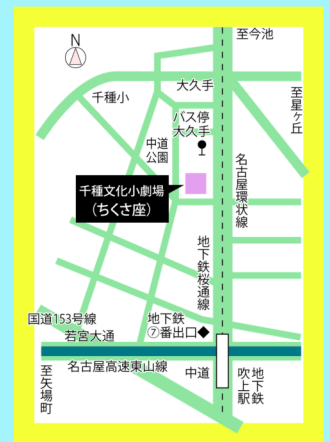 至今池
N
大久手
千種小
至星ヶ丘
バス停
大久手
中道
公園
千種文化小劇場
（ちくさ座）
名古屋環状線
地下鉄桜通線
国道153号線
地下鉄
⑦番出口◆
若宮大通
名古屋高速東山線
中道
至矢場町
地下鉄
吹上駅